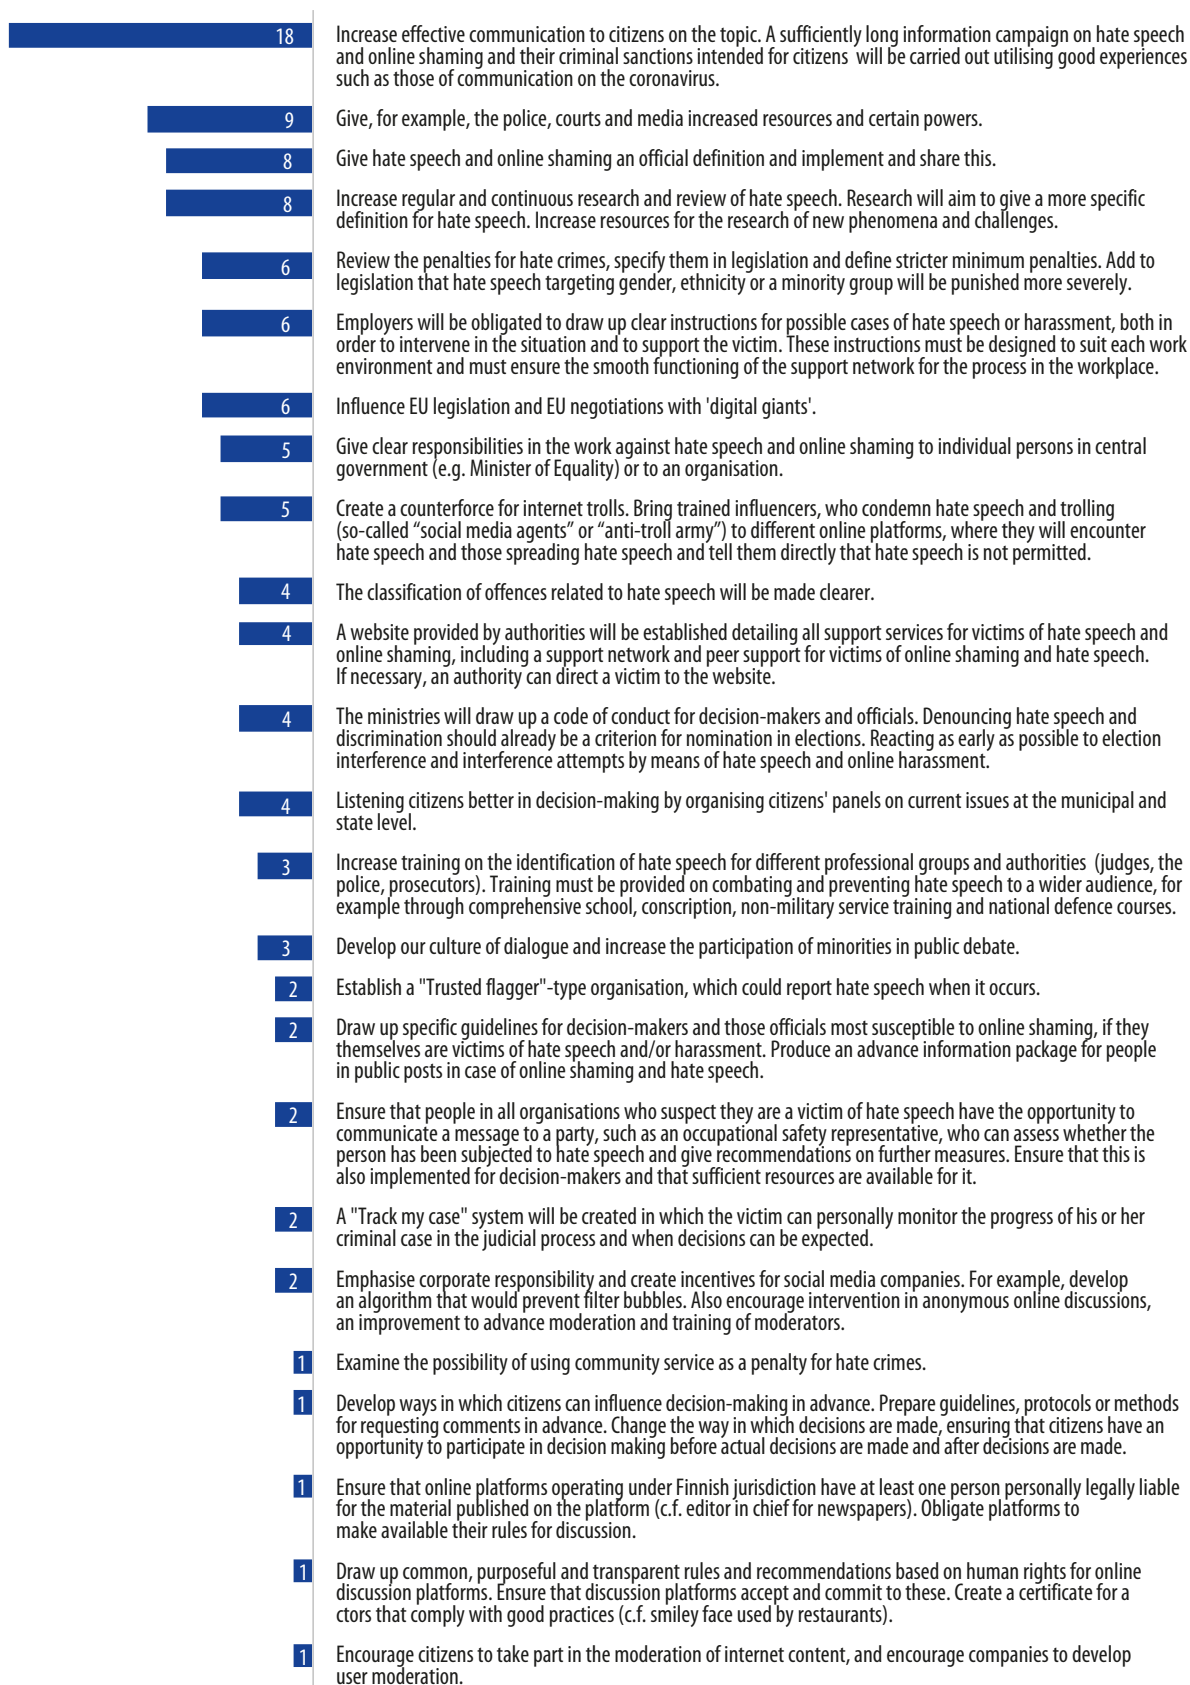 18 Increase effective communication to citizens on the topic. A sufficiently long information campaign on hate speech
and online shaming and their criminal sanctions intended for citizens will be carried out utilising good experiences
such as those of communication on the coronavirus.
9 Give, for example, the police, courts and media increased resources and certain powers.
8 Give hate speech and online shaming an official definition and implement and share this.
8 Increase regular and continuous research and review of hate speech. Research will aim to give a more specific
definition for hate speech. Increase resources for the research of new phenomena and challenges.
6 Review the penalties for hate crimes, specify them in legislation and define stricter minimum penalties. Add to
legislation that hate speech targeting gender, ethnicity or a minority group will be punished more severely.
6 Employers will be obligated to draw up clear instructions for possible cases of hate speech or harassment, both in
order to intervene in the situation and to support the victim. These instructions must be designed to suit each work
environment and must ensure the smooth functioning of the support network for the process in the workplace.
6 Influence EU legislation and EU negotiations with 'digital giants'.
5 Give clear responsibilities in the work against hate speech and online shaming to individual persons in central
government (e.g. Minister of Equality) or to an organisation.
5 Create a counterforce for internet trolls. Bring trained influencers, who condemn hate speech and trolling
(so-called “social media agents” or “anti-troll army”) to different online platforms, where they will encounter
hate speech and those spreading hate speech and tell them directly that hate speech is not permitted.
4 The classification of offences related to hate speech will be made clearer.
4 A website provided by authorities will be established detailing all support services for victims of hate speech and
online shaming, including a support network and peer support for victims of online shaming and hate speech.
If necessary, an authority can direct a victim to the website.
4 The ministries will draw up a code of conduct for decision-makers and officials. Denouncing hate speech and
discrimination should already be a criterion for nomination in elections. Reacting as early as possible to election
interference and interference attempts by means of hate speech and online harassment.
4 Listening citizens better in decision-making by organising citizens' panels on current issues at the municipal and
state level.
3 Increase training on the identification of hate speech for different professional groups and authorities (judges, the
police, prosecutors). Training must be provided on combating and preventing hate speech to a wider audience, for
example through comprehensive school, conscription, non-military service training and national defence courses.
3 Develop our culture of dialogue and increase the participation of minorities in public debate.
2 Establish a "Trusted flagger"-type organisation, which could report hate speech when it occurs.
2 Draw up specific guidelines for decision-makers and those officials most susceptible to online shaming, if they
themselves are victims of hate speech and/or harassment. Produce an advance information package for people
in public posts in case of online shaming and hate speech.
2 Ensure that people in all organisations who suspect they are a victim of hate speech have the opportunity to
communicate a message to a party, such as an occupational safety representative, who can assess whether the
person has been subjected to hate speech and give recommendations on further measures. Ensure that this is
also implemented for decision-makers and that sufficient resources are available for it.
2 A "Track my case" system will be created in which the victim can personally monitor the progress of his or her
criminal case in the judicial process and when decisions can be expected.
2 Emphasise corporate responsibility and create incentives for social media companies. For example, develop
an algorithm that would prevent filter bubbles. Also encourage intervention in anonymous online discussions,
an improvement to advance moderation and training of moderators.
1 Examine the possibility of using community service as a penalty for hate crimes.
1 Develop ways in which citizens can influence decision-making in advance. Prepare guidelines, protocols or methods
for requesting comments in advance. Change the way in which decisions are made, ensuring that citizens have an
opportunity to participate in decision making before actual decisions are made and after decisions are made.
1 Ensure that online platforms operating under Finnish jurisdiction have at least one person personally legally liable
for the material published on the platform (c.f. editor in chief for newspapers). Obligate platforms to
make available their rules for discussion.
1 Draw up common, purposeful and transparent rules and recommendations based on human rights for online
discussion platforms. Ensure that discussion platforms accept and commit to these. Create a certificate for a
ctors that comply with good practices (c.f. smiley face used by restaurants).
1 Encourage citizens to take part in the moderation of internet content, and encourage companies to develop
user moderation.